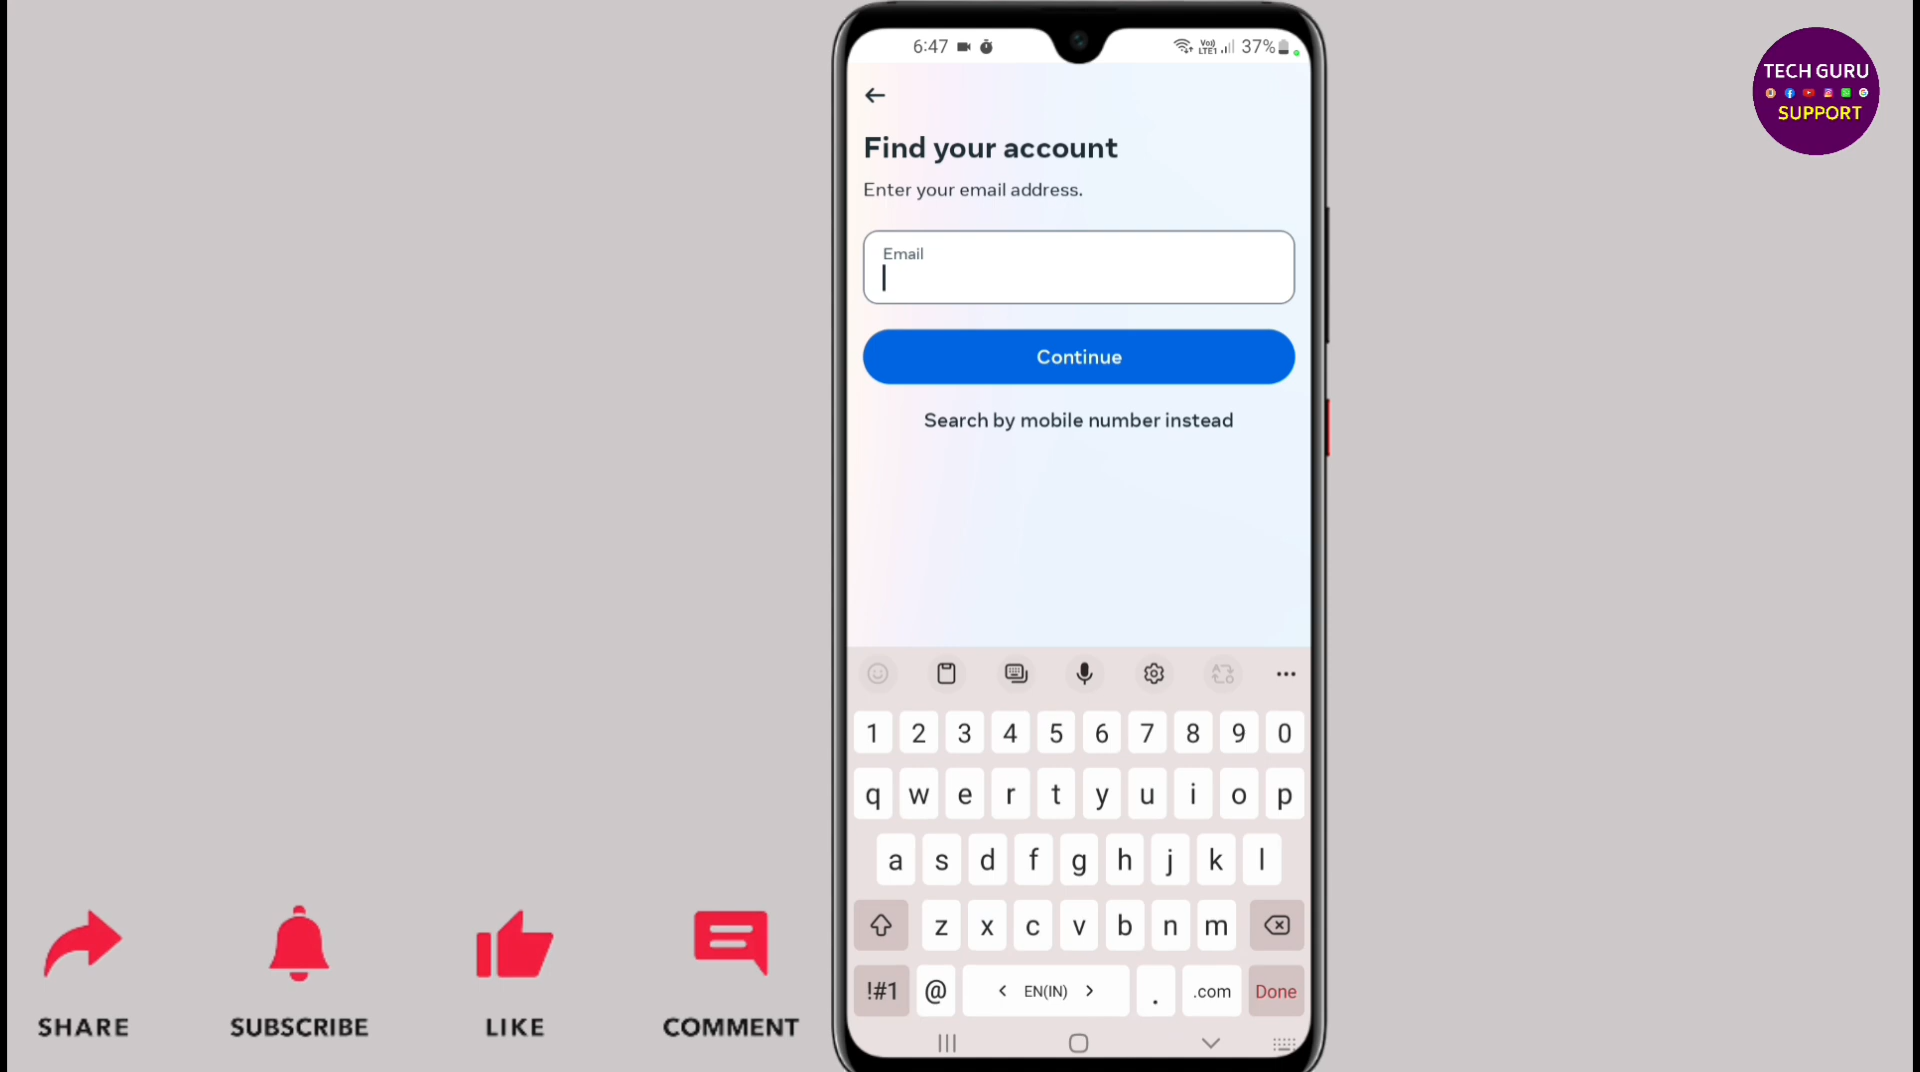 6:47
Vo)) LTE1 37%
TECH GURU
SUPPORT
Find your account
Enter your email address.
Email
Continue
Search by mobile number instead
1 2 3 4 5 6 7 8 9 0
q w e r t y u i o p
a s d f g h j k l
z x c v b n m
!#1 @ < EN(IN) > . .com Done
SHARE SUBSCRIBE LIKE COMMENT